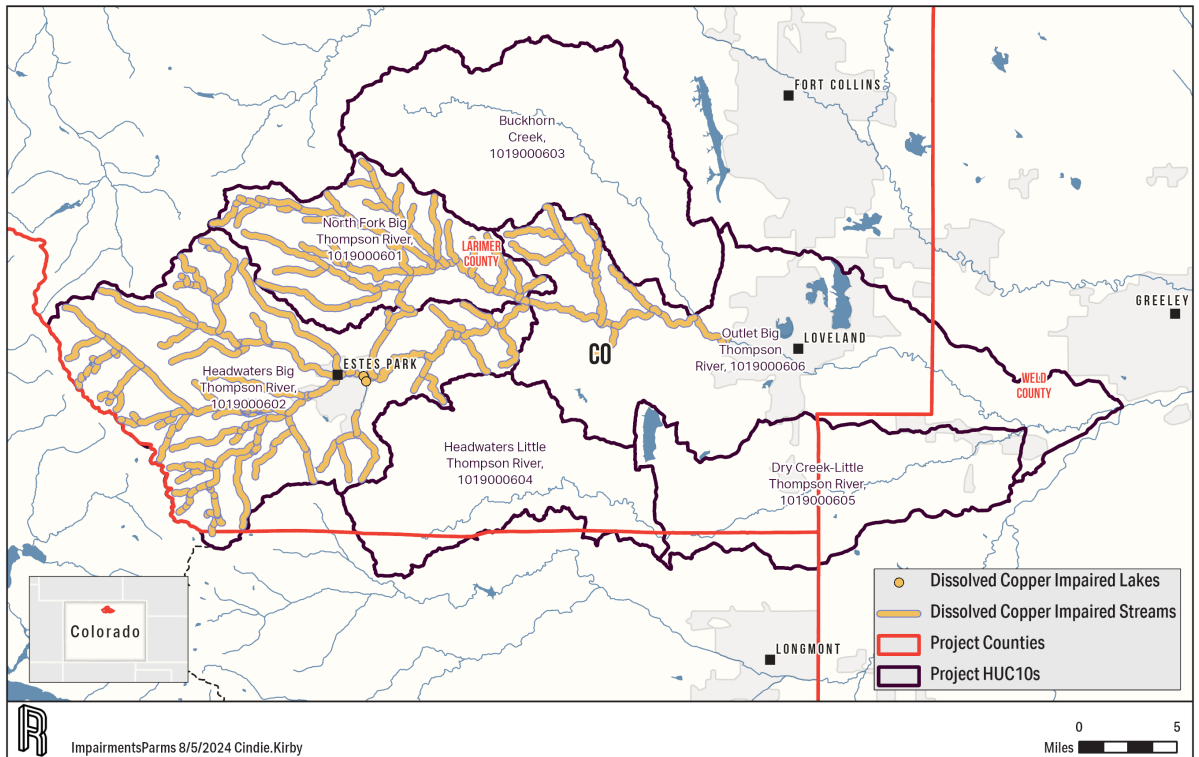 FORT COLLINS
Buckhorn
Creek,
1019000603
North Fork Big
Thompson River,
1019000601
LARIMER
COUNTY
GREELEY
Outlet Big
Thompson
River, 1019000606
LOVELAND
CO
ESTES PARK
Headwaters Big
Thompson River,
1019000602
WELD
COUNTY
Headwaters Little
Thompson River,
1019000604
Dry Creek-Little
Thompson River,
1019000605
LONGMONT
Colorado
Dissolved Copper Impaired Lakes
Dissolved Copper Impaired Streams
Project Counties
Project HUC10s
R
ImpairmentsParms 8/5/2024 Cindie.Kirby
0 5
Miles